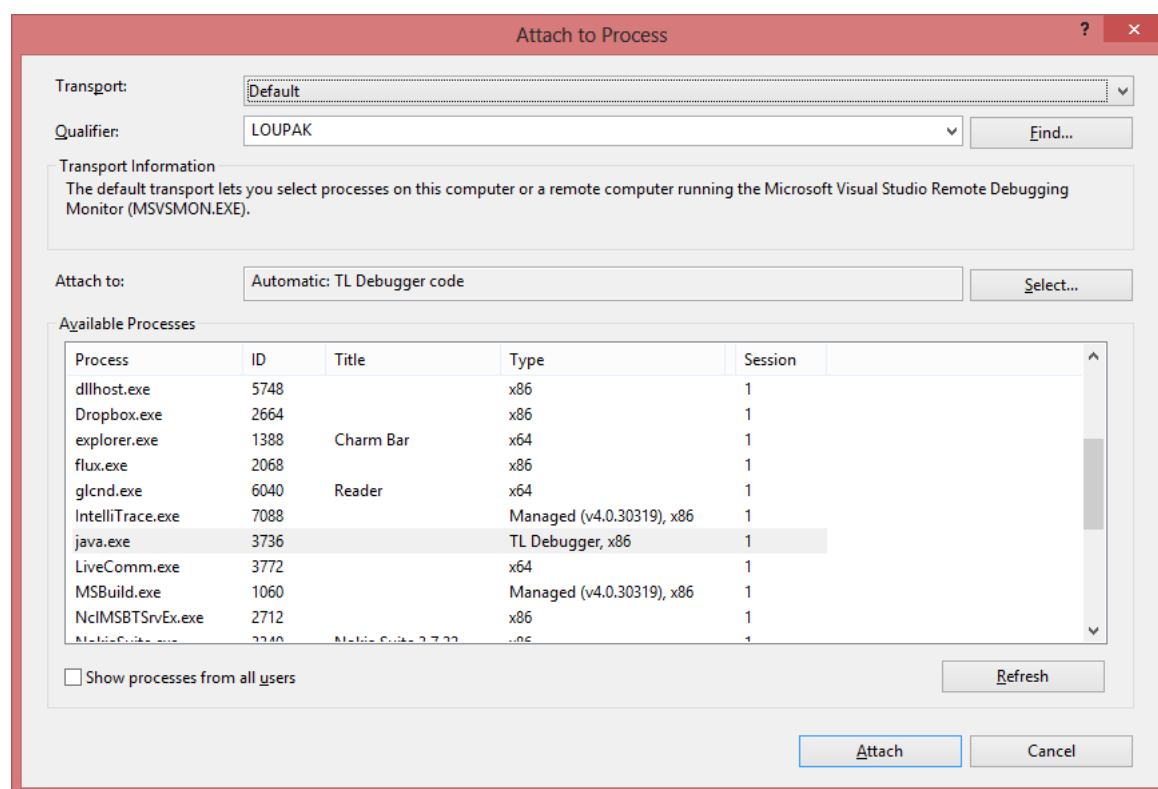 Attach to Process
?
Transport:
Default
Qualifier:
LOUPAK
Find...
Transport Information
The default transport lets you select processes on this computer or a remote computer running the Microsoft Visual Studio Remote Debugging
Monitor (MSVSMON.EXE).
Attach to:
Automatic: TL Debugger code
Select...
Available Processes
Process ID Title Type Session
dllhost.exe 5748 x86 1
Dropbox.exe 2664 x86 1
explorer.exe 1388 Charm Bar x64 1
flux.exe 2068 x86 1
glcnd.exe 6040 Reader x64 1
IntelliTrace.exe 7088 Managed (v4.0.30319), x86 1
java.exe 3736 TL Debugger, x86 1
LiveComm.exe 3772 x64 1
MSBuild.exe 1060 Managed (v4.0.30319), x86 1
NclMSBTSrvEx.exe 2712 x86 1
Show processes from all users
Refresh
Attach
Cancel